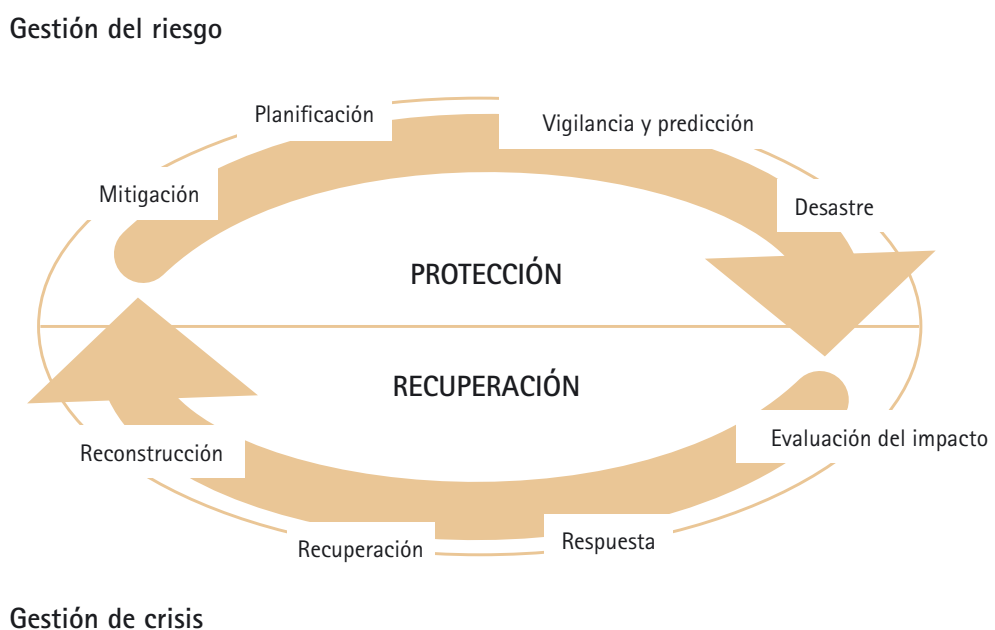 Gestión del riesgo
Planificación
Vigilancia y predicción
Mitigación
Desastre
PROTECCIÓN
RECUPERACIÓN
Evaluación del impacto
Reconstrucción
Respuesta
Recuperación
Gestión de crisis